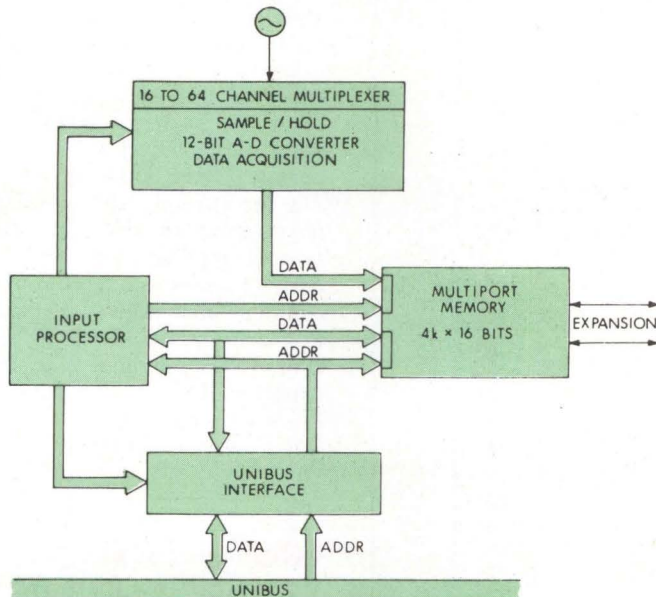 16 TO 64 CHANNEL MULTIPLEXER
SAMPLE / HOLD
12-BIT A-D CONVERTER
DATA ACQUISITION
DATA
ADDR
DATA
ADDR
INPUT
PROCESSOR
MULTIPORT
MEMORY
4k × 16 BITS
EXPANSION
UNIBUS
INTERFACE
DATA
ADDR
UNIBUS